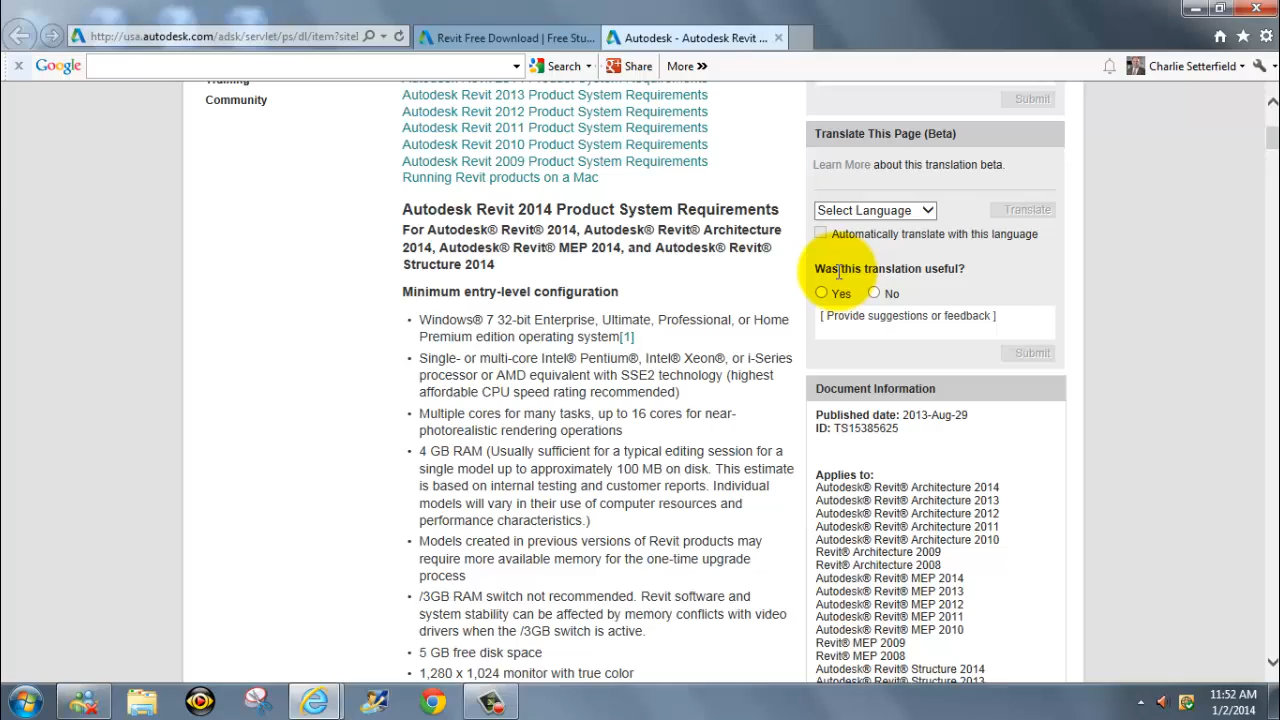 http://usa.autodesk.com/adsk/servlet/ps/dl/item?sitel
Revit Free Download | Free Stu...
Autodesk - Autodesk Revit ...
Google
Search
Share
More »
Charlie Setterfield
Community
Autodesk Revit 2013 Product System Requirements
Autodesk Revit 2012 Product System Requirements
Autodesk Revit 2011 Product System Requirements
Autodesk Revit 2010 Product System Requirements
Autodesk Revit 2009 Product System Requirements
Running Revit products on a Mac
Autodesk Revit 2014 Product System Requirements
For Autodesk® Revit® 2014, Autodesk® Revit® Architecture
2014, Autodesk® Revit® MEP 2014, and Autodesk® Revit®
Structure 2014
Minimum entry-level configuration
• Windows® 7 32-bit Enterprise, Ultimate, Professional, or Home
Premium edition operating system[1]
• Single- or multi-core Intel® Pentium®, Intel® Xeon®, or i-Series
processor or AMD equivalent with SSE2 technology (highest
affordable CPU speed rating recommended)
• Multiple cores for many tasks, up to 16 cores for near-
photorealistic rendering operations
• 4 GB RAM (Usually sufficient for a typical editing session for a
single model up to approximately 100 MB on disk. This estimate
is based on internal testing and customer reports. Individual
models will vary in their use of computer resources and
performance characteristics.)
• Models created in previous versions of Revit products may
require more available memory for the one-time upgrade
process
• /3GB RAM switch not recommended. Revit software and
system stability can be affected by memory conflicts with video
drivers when the /3GB switch is active.
• 5 GB free disk space
• 1,280 x 1,024 monitor with true color
Submit
Translate This Page (Beta)
Learn More about this translation beta.
Select Language
Translate
Automatically translate with this language
Was this translation useful?
Yes
No
[ Provide suggestions or feedback ]
Submit
Document Information
Published date: 2013-Aug-29
ID: TS15385625
Applies to:
Autodesk® Revit® Architecture 2014
Autodesk® Revit® Architecture 2013
Autodesk® Revit® Architecture 2012
Autodesk® Revit® Architecture 2011
Autodesk® Revit® Architecture 2010
Revit® Architecture 2009
Revit® Architecture 2008
Autodesk® Revit® MEP 2014
Autodesk® Revit® MEP 2013
Autodesk® Revit® MEP 2012
Autodesk® Revit® MEP 2011
Autodesk® Revit® MEP 2010
Revit® MEP 2009
Revit® MEP 2008
Autodesk® Revit® Structure 2014
Autodesk® Revit® Structure 2013
11:52 AM
1/2/2014